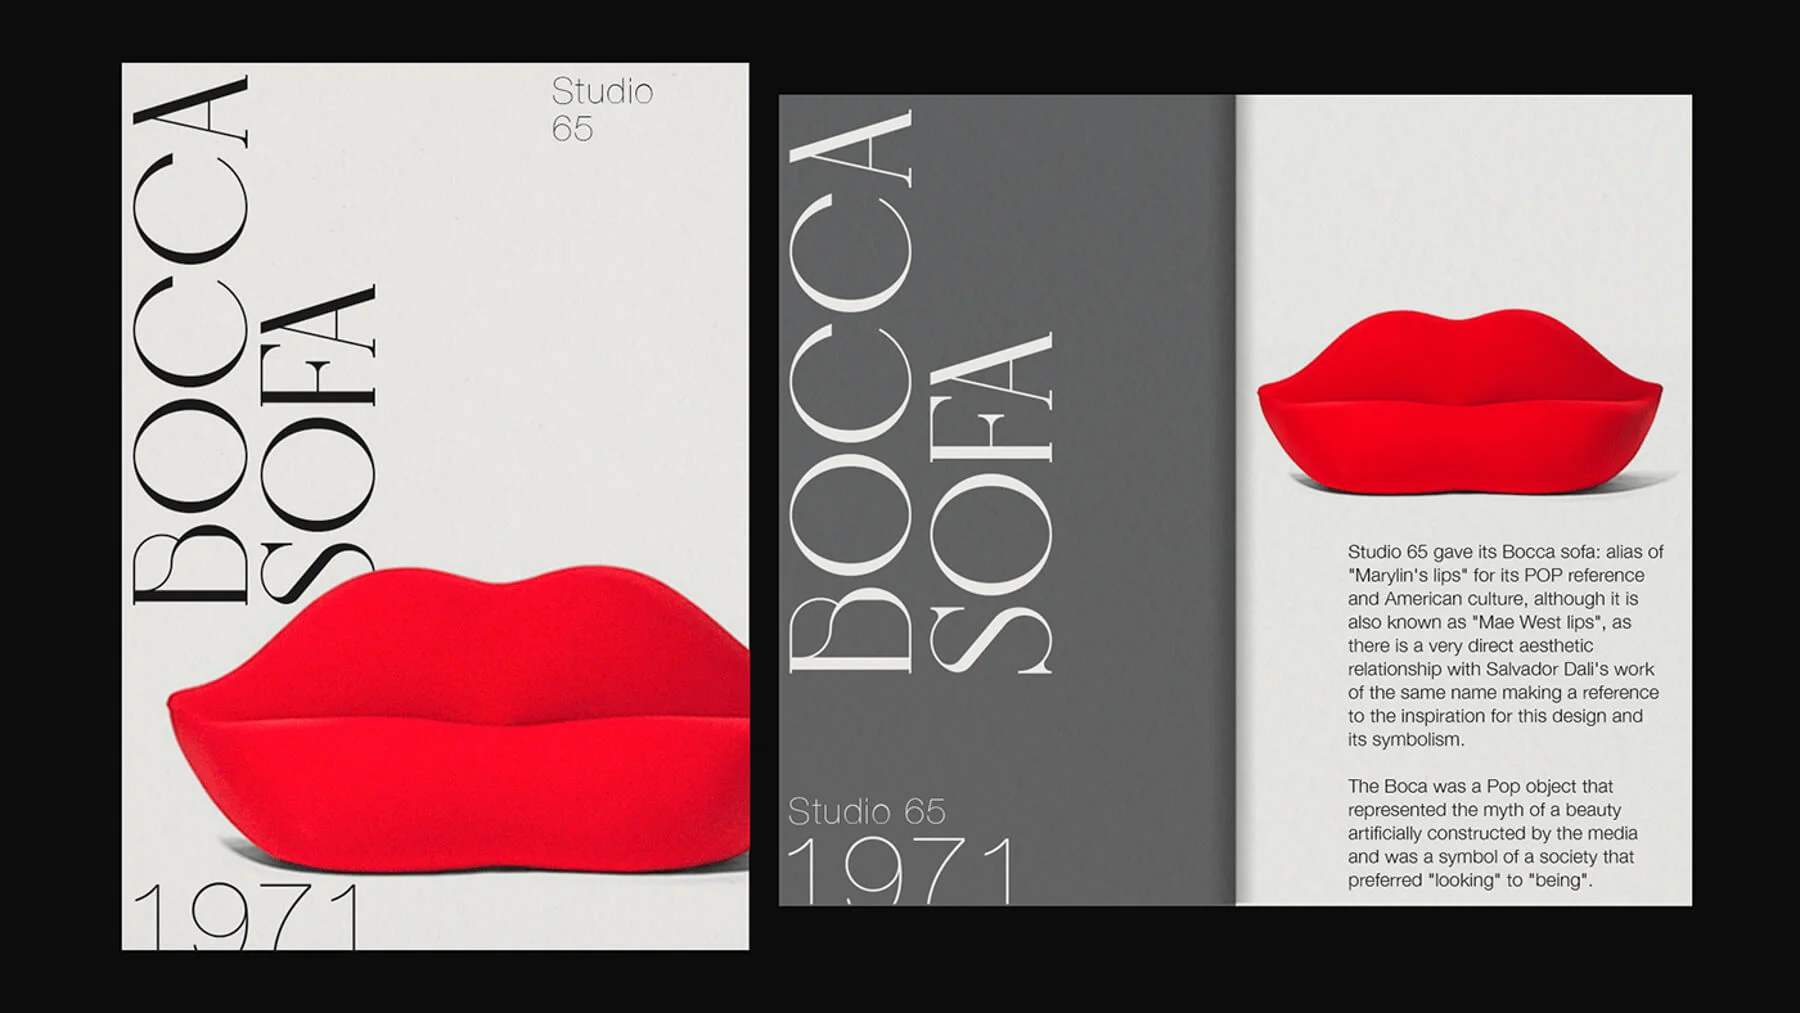 BOCCA
SOFA
Studio
65
1971
BOCCA
SOFA
Studio 65
1971
Studio 65 gave its Bocca sofa: alias of
"Marylin's lips" for its POP reference
and American culture, although it is
also known as "Mae West lips", as
there is a very direct aesthetic
relationship with Salvador Dali's work
of the same name making a reference
to the inspiration for this design and
its symbolism.
The Boca was a Pop object that
represented the myth of a beauty
artificially constructed by the media
and was a symbol of a society that
preferred "looking" to "being".